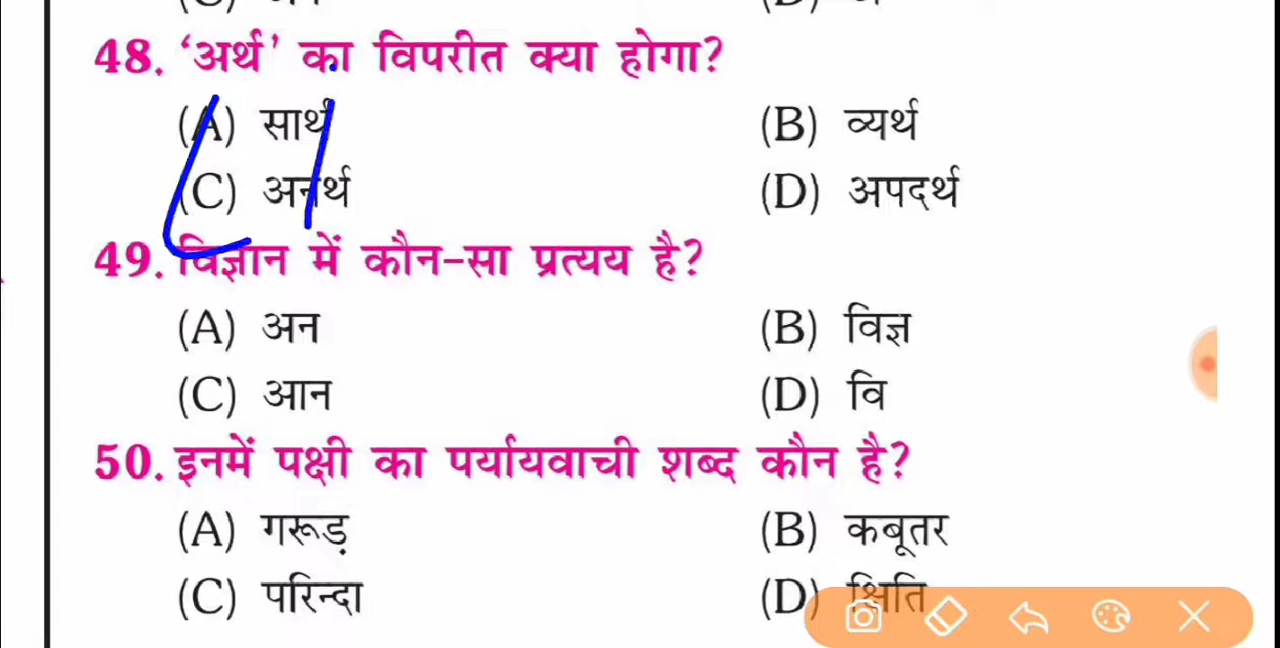 48. ‘अर्थ’ का विपरीत क्या होगा?
(A) सार्थ (B) व्यर्थ
(C) अनर्थ (D) अपदर्थ
49. विज्ञान में कौन-सा प्रत्यय है?
(A) अन (B) विज्ञ
(C) आन (D) वि
50. इनमें पक्षी का पर्यायवाची शब्द कौन है?
(A) गरूड़ (B) कबूतर
(C) परिन्दा (D) क्षिति